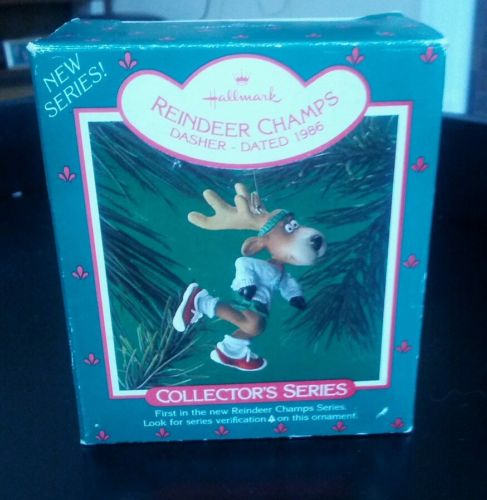 NEW
SERIES!
Hallmark
REINDEER CHAMPS
DASHER - DATED 1986
COLLECTOR'S SERIES
First in the new Reindeer Champs Series.
Look for series verification on this ornament.